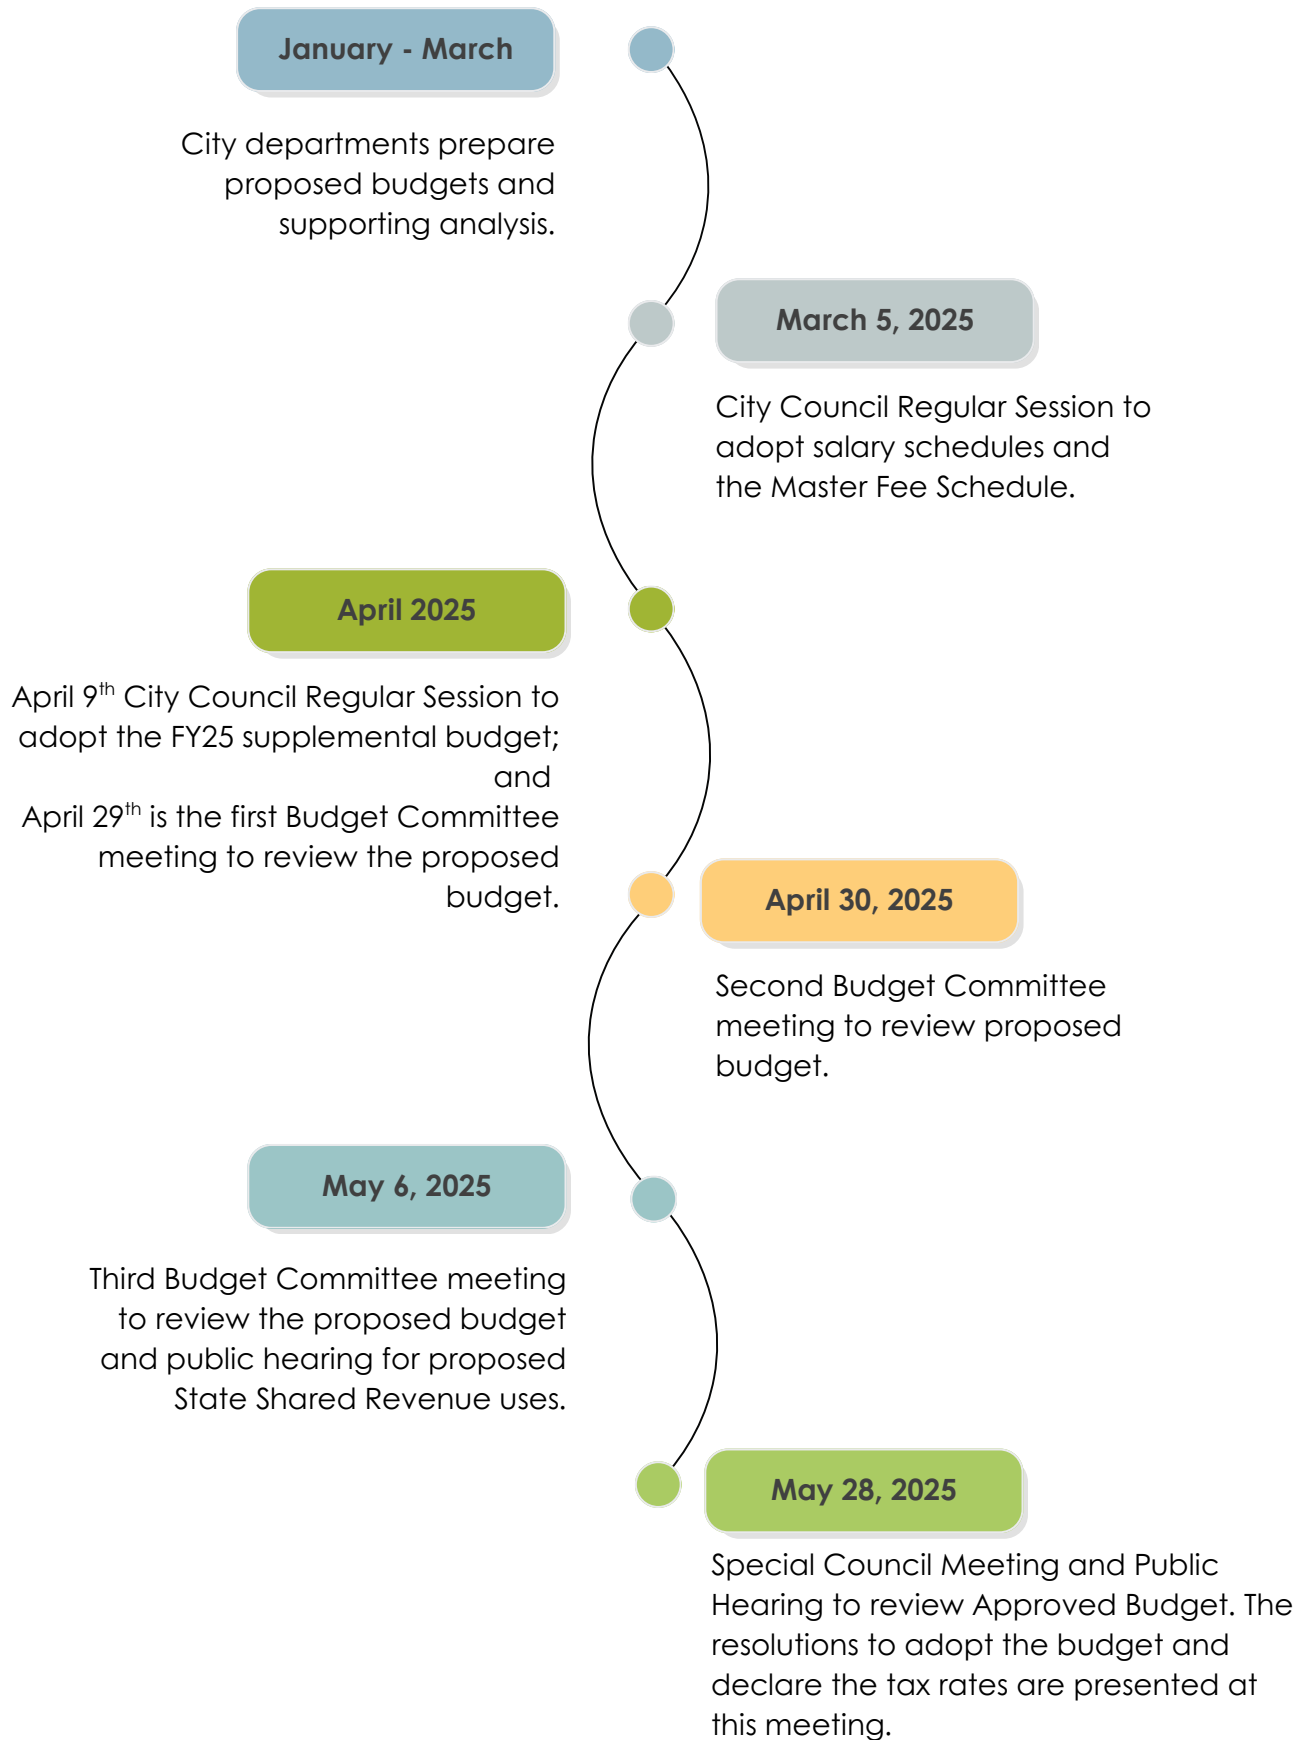 January - March
City departments prepare
proposed budgets and
supporting analysis.
March 5, 2025
City Council Regular Session to
adopt salary schedules and
the Master Fee Schedule.
April 2025
April 9th City Council Regular Session to
adopt the FY25 supplemental budget;
and
April 29th is the first Budget Committee
meeting to review the proposed
budget.
April 30, 2025
Second Budget Committee
meeting to review proposed
budget.
May 6, 2025
Third Budget Committee meeting
to review the proposed budget
and public hearing for proposed
State Shared Revenue uses.
May 28, 2025
Special Council Meeting and Public
Hearing to review Approved Budget. The
resolutions to adopt the budget and
declare the tax rates are presented at
this meeting.